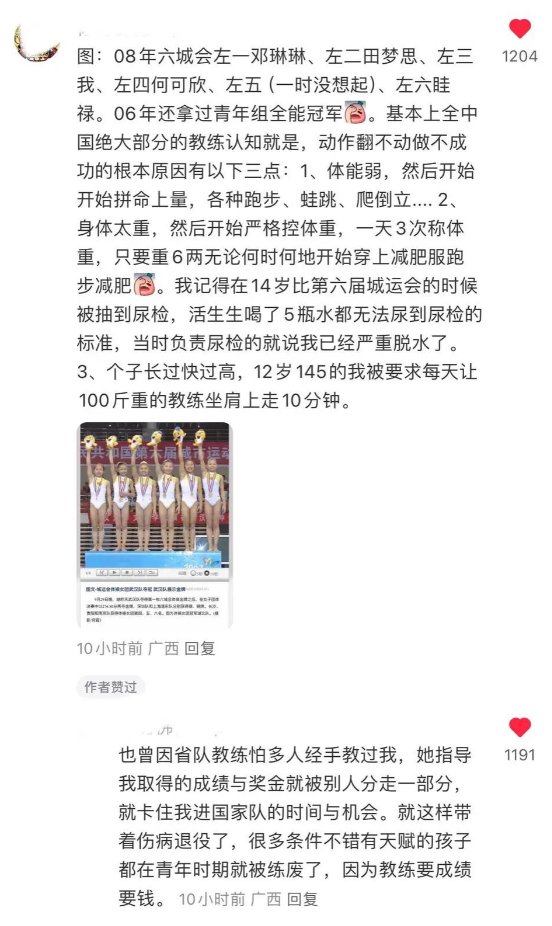 1204
图：08年六城会左一邓琳琳、左二田梦思、左三
我、左四何可欣、左五（一时没想起）、左六眭
禄。06年还拿过青年组全能冠军。基本上全中
国绝大部分的教练认知就是，动作翻不动做不成
功的根本原因有以下三点：1、体能弱，然后开始
开始拼命上量，各种跑步、蛙跳、爬倒立.... 2、
身体太重，然后开始严格控体重，一天3次称体
重，只要重6两无论何时何地开始穿上减肥服跑
步减肥。我记得在14岁比第六届城运会的时候
被抽到尿检，活生生喝了5瓶水都无法尿到尿检的
标准，当时负责尿检的就说我已经严重脱水了。
3、个子长过快过高，12岁145的我被要求每天让
100斤重的教练坐肩上走10分钟。
共和国第六届城市运动
10小时前 广西 回复
作者赞过
1191
也曾因省队教练怕多人经手教过我，她指导
我取得的成绩与奖金就被别人分走一部分，
就卡住我进国家队的时间与机会。就这样带
着伤病退役了，很多条件不错有天赋的孩子
都在青年时期就被练废了，因为教练要成绩
要钱。 10小时前 广西 回复